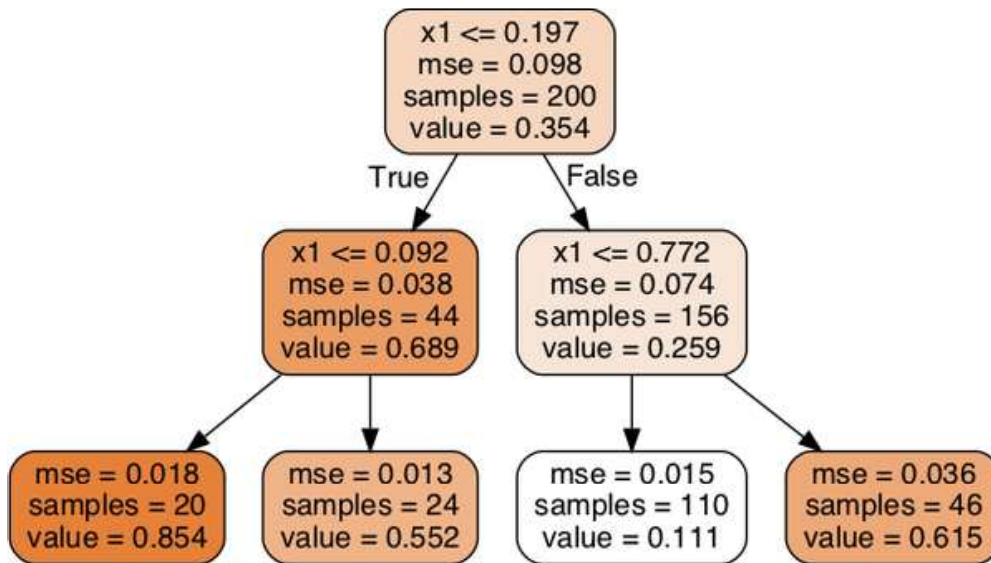 x1 <= 0.197
mse = 0.098
samples = 200
value = 0.354
True
False
x1 <= 0.092
mse = 0.038
samples = 44
value = 0.689
x1 <= 0.772
mse = 0.074
samples = 156
value = 0.259
mse = 0.018
samples = 20
value = 0.854
mse = 0.013
samples = 24
value = 0.552
mse = 0.015
samples = 110
value = 0.111
mse = 0.036
samples = 46
value = 0.615